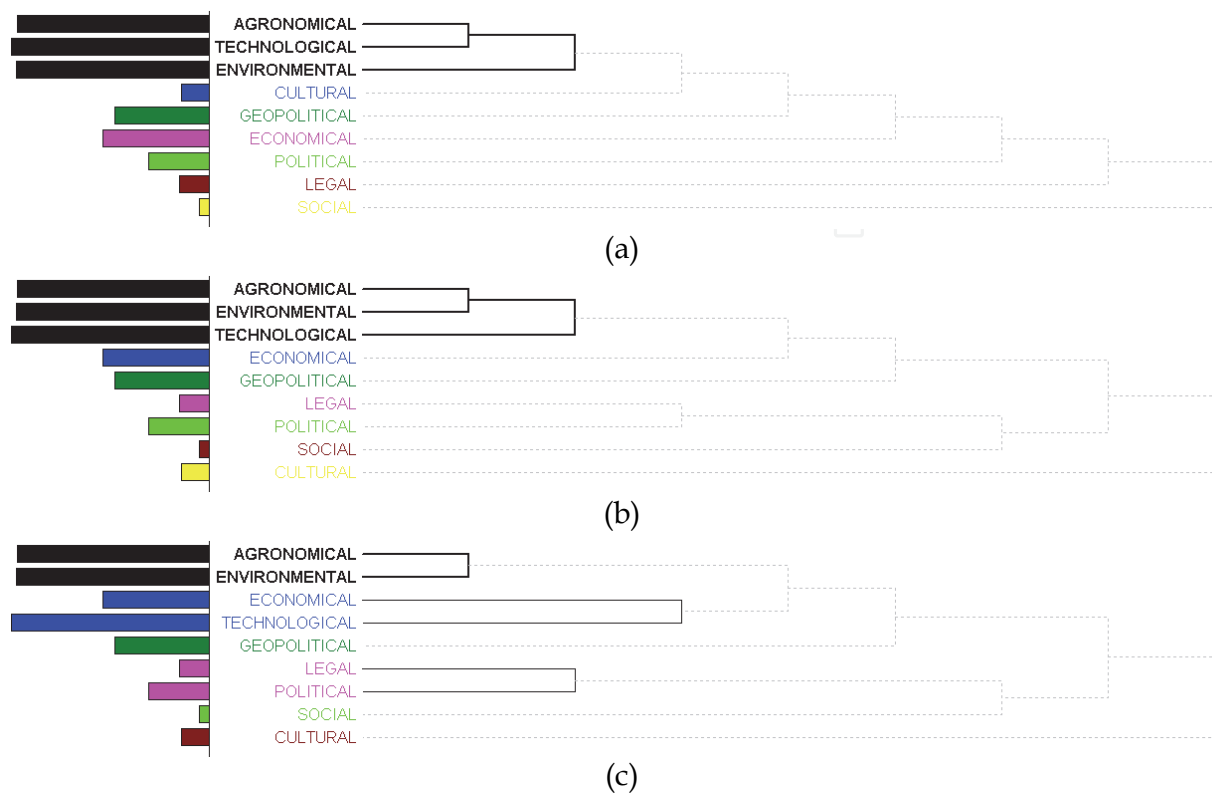 AGRONOMICAL
TECHNOLOGICAL
ENVIRONMENTAL
CULTURAL
GEOPOLITICAL
ECONOMICAL
POLITICAL
LEGAL
SOCIAL
(a)
AGRONOMICAL
ENVIRONMENTAL
TECHNOLOGICAL
ECONOMICAL
GEOPOLITICAL
LEGAL
POLITICAL
SOCIAL
CULTURAL
(b)
AGRONOMICAL
ENVIRONMENTAL
ECONOMICAL
TECHNOLOGICAL
GEOPOLITICAL
LEGAL
POLITICAL
SOCIAL
CULTURAL
(c)